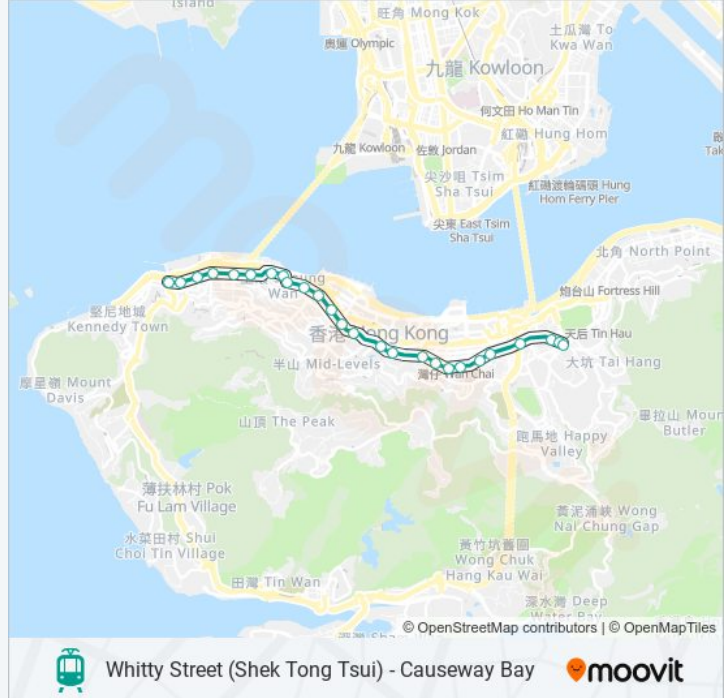 Island
旺角 Mong Kok
土瓜灣 To
Kwa Wan
奧運 Olympic
九龍 Kowloon
何文田 Ho Man Tin
紅磡 Hung Hom
九龍 Kowloon
佐敦 Jordan
啟
Tak
尖沙咀 Tsim
Sha Tsui
紅磡渡輪碼頭 Hung
Hom Ferry Pier
尖東 East Tsim
Sha Tsui
北角 North Point
Wan
炮台山 Fortress Hill
堅尼地城
Kennedy Town
香港 Hong Kong
天后 Tin Hau
半山 Mid-Levels
大坑 Tai Hang
灣仔 Wan Chai
摩星嶺 Mount
Davis
山頂 The Peak
畢拉山 Moun
Butler
跑馬地 Happy
Valley
薄扶林村 Pok
Fu Lam Village
黃泥涌峽 Wong
Nai Chung Gap
水菜田村 Shui
Choi Tin Village
黃竹坑舊圍
Wong Chuk
Hang Kau Wai
田灣 Tin Wan
深水灣 Deep
Water Bay
© OpenStreetMap contributors | © OpenMapTiles
Whitty Street (Shek Tong Tsui) - Causeway Bay
moovit